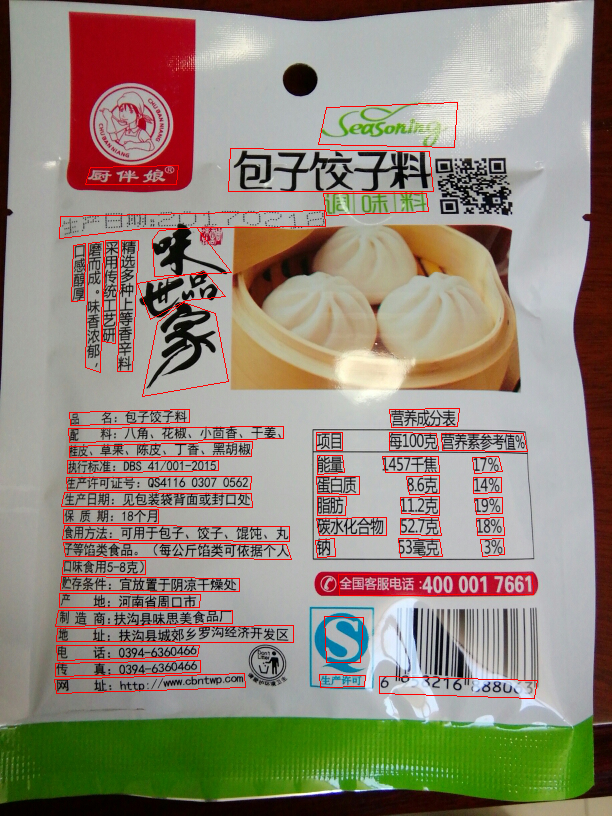 CHU BAN NIANG
CHU BAN NIANG
厨伴娘®
Seasoning
包子饺子料
调味料
生产日期:20170218
味品世家
精选多种上等香辛料
采用传统工艺研
磨而成。味香浓郁,
口感醇厚
品 名:包子饺子料
配 料:八角、花椒、小茴香、干姜、
桂皮、草果、陈皮、丁香、黑胡椒
执行标准:DBS 41/001-2015
生产许可证号:QS4116 0307 0562
生产日期:见包装袋背面或封口处
保 质 期:18个月
食用方法:可用于包子、饺子、馄饨、丸
子等馅类食品。(每公斤馅类可依据个人
口味食用5-8克)
贮存条件:宜放置于阴凉干燥处
产 地:河南省周口市
制 造 商:扶沟县味思美食品厂
地 址:扶沟县城郊乡罗沟经济开发区
电 话:0394-6360466
传 真:0394-6360466
网 址:http://www.cbntwp.com
营养成分表
项目 每100克 营养素参考值%
能量 1457千焦 17%
蛋白质 8.6克 14%
脂肪 11.2克 19%
碳水化合物 52.7克 18%
钠 53毫克 3%
全国客服电话:400 001 7661
生产许可
6 953216 888063